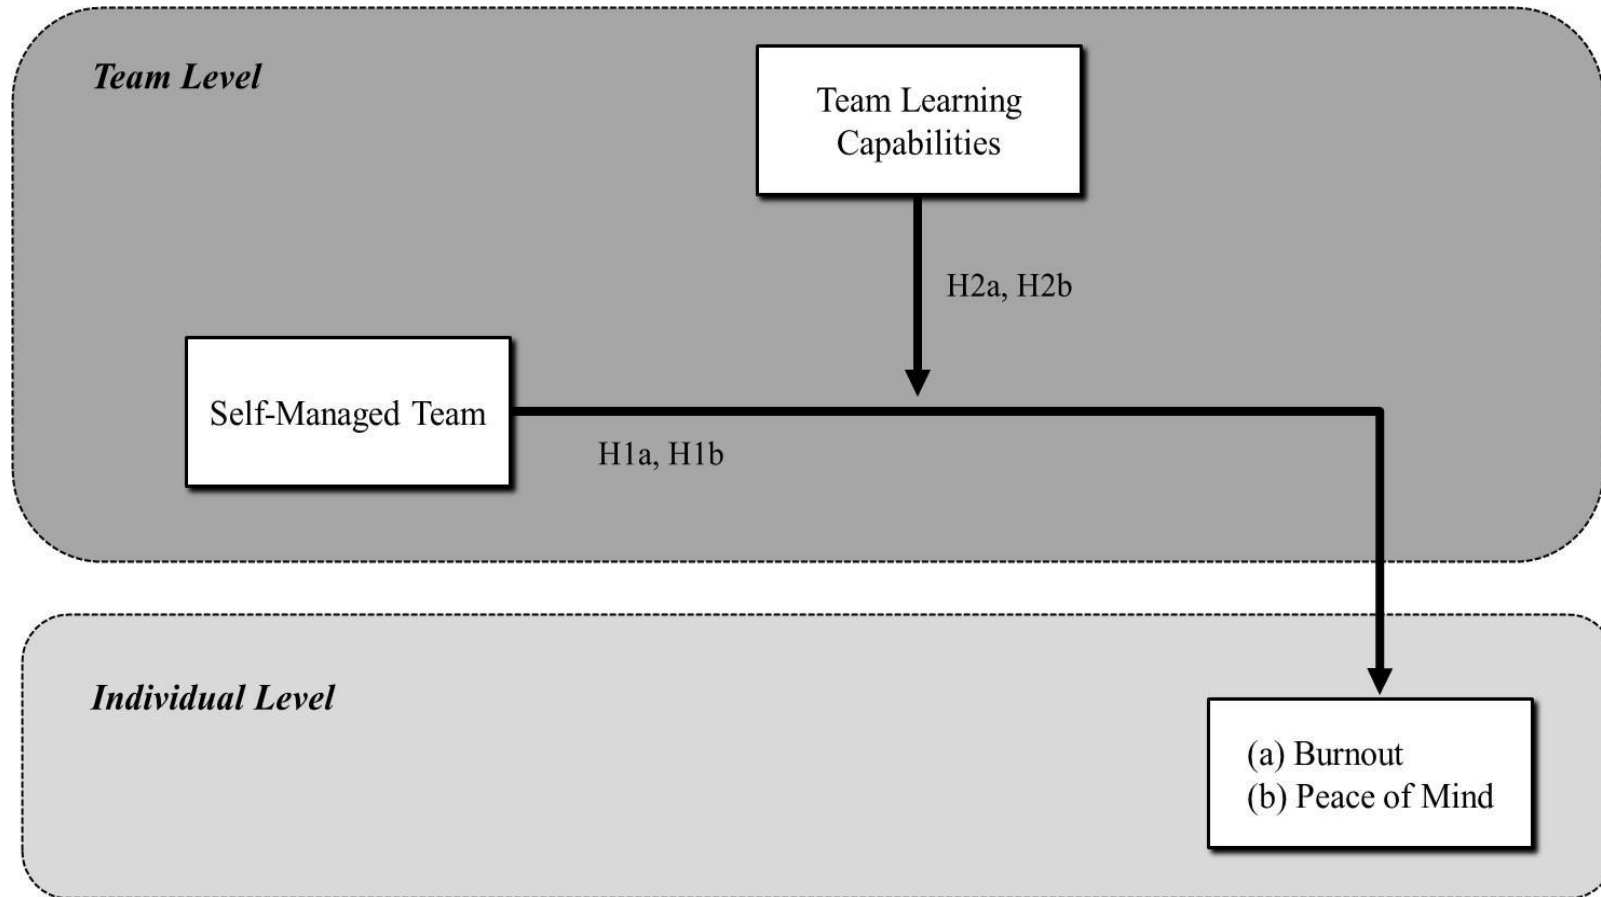 Team Level
Team Learning
Capabilities
H2a, H2b
Self-Managed Team
H1a, H1b
Individual Level
(a) Burnout
(b) Peace of Mind